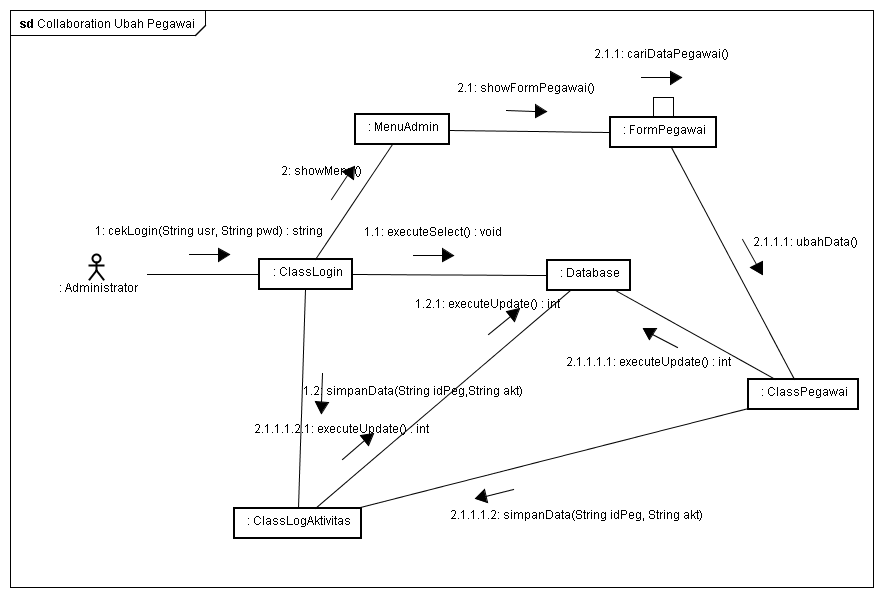 sd Collaboration Ubah Pegawai
2.1.1: cariDataPegawai()
2.1: showFormPegawai()
: MenuAdmin
: FormPegawai
2: showMenu()
1: cekLogin(String usr, String pwd) : string
1.1: executeSelect() : void
2.1.1.1: ubahData()
: Administrator
: ClassLogin
: Database
1.2.1: executeUpdate() : int
2.1.1.1.1: executeUpdate() : int
1.2: simpanData(String idPeg,String akt)
: ClassPegawai
2.1.1.1.2.1: executeUpdate() : int
: ClassLogAktivitas
2.1.1.1.2: simpanData(String idPeg, String akt)